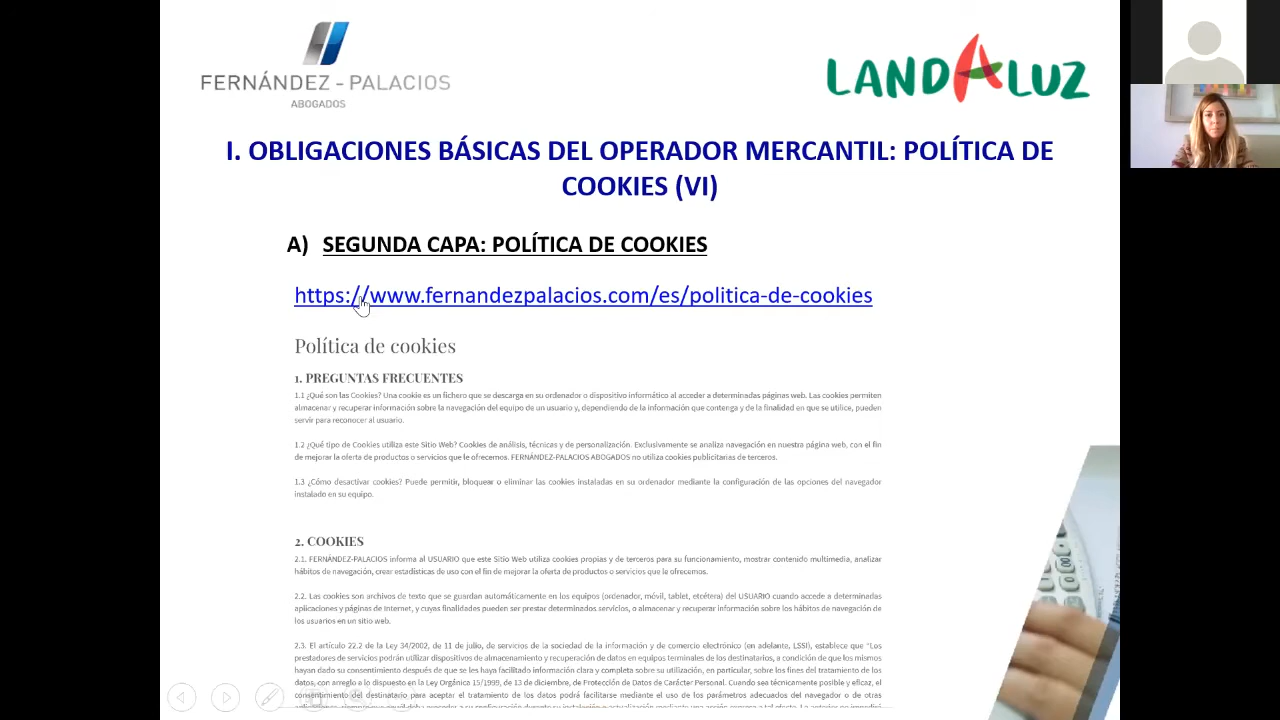 FERNÁNDEZ - PALACIOS
ABOGADOS
LANDALUZ
I. OBLIGACIONES BÁSICAS DEL OPERADOR MERCANTIL: POLÍTICA DE
COOKIES (VI)
A) SEGUNDA CAPA: POLÍTICA DE COOKIES
https://www.fernandezpalacios.com/es/politica-de-cookies
Política de cookies
1. PREGUNTAS FRECUENTES
1.1 ¿Qué son las Cookies? Una cookie es un fichero que se descarga en su ordenador o dispositivo informático al acceder a determinadas páginas web. Las cookies permiten
almacenar y recuperar información sobre la navegación del equipo de un usuario y, dependiendo de la información que contenga y de la finalidad en que se utilice, pueden
servir para reconocer al usuario.
1.2 ¿Qué tipo de Cookies utiliza este Sitio Web? Cookies de análisis, técnicas y de personalización. Exclusivamente se analiza navegación en nuestra página web, con el fin
de mejorar la oferta de productos o servicios que le ofrecemos. FERNÁNDEZ-PALACIOS ABOGADOS no utiliza cookies publicitarias de terceros.
1.3 ¿Cómo desactivar cookies? Puede permitir, bloquear o eliminar las cookies instaladas en su ordenador mediante la configuración de las opciones del navegador
instalado en su equipo.
2. COOKIES
2.1. FERNÁNDEZ-PALACIOS informa al USUARIO que este Sitio Web utiliza cookies propias y de terceros para su funcionamiento, mostrar contenido multimedia, analizar
hábitos de navegación, crear estadísticas de uso con el fin de mejorar la oferta de productos o servicios que le ofrecemos.
2.2. Las cookies son archivos de texto que se guardan automáticamente en los equipos (ordenador, móvil, tablet, etcétera) del USUARIO cuando accede a determinadas
aplicaciones y páginas de Internet, y cuyas finalidades pueden ser prestar determinados servicios, o almacenar y recuperar información sobre los hábitos de navegación de
los usuarios en un sitio web.
2.3. El artículo 22.2 de la Ley 34/2002, de 11 de julio, de servicios de la sociedad de la información y de comercio electrónico (en adelante, LSSI), establece que "Los
prestadores de servicios podrán utilizar dispositivos de almacenamiento y recuperación de datos en equipos terminales de los destinatarios, a condición de que los mismos
hayan dado su consentimiento después de que se les haya facilitado información clara y completa sobre su utilización, en particular, sobre los fines del tratamiento de los
datos, con arreglo a lo dispuesto en la Ley Orgánica 15/1999, de 13 de diciembre, de Protección de Datos de Carácter Personal. Cuando sea técnicamente posible y eficaz, el
consentimiento del destinatario para aceptar el tratamiento de los datos podrá facilitarse mediante el uso de los parámetros adecuados del navegador o de otras